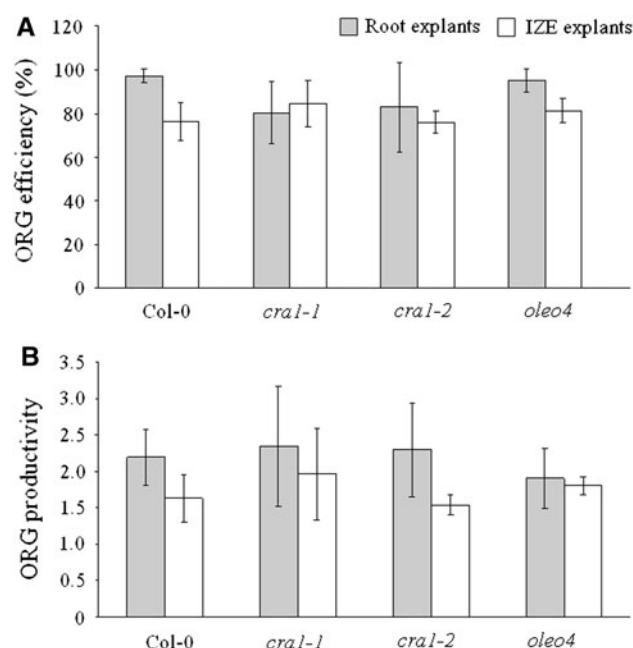 A
Root explants IZE explants
ORG efficiency (%)
120
100
80
60
40
20
0
Col-0 cra1-1 cra1-2 oleo4
B
ORG productivity
3.5
3.0
2.5
2.0
1.5
1.0
0.5
0
Col-0 cra1-1 cra1-2 oleo4